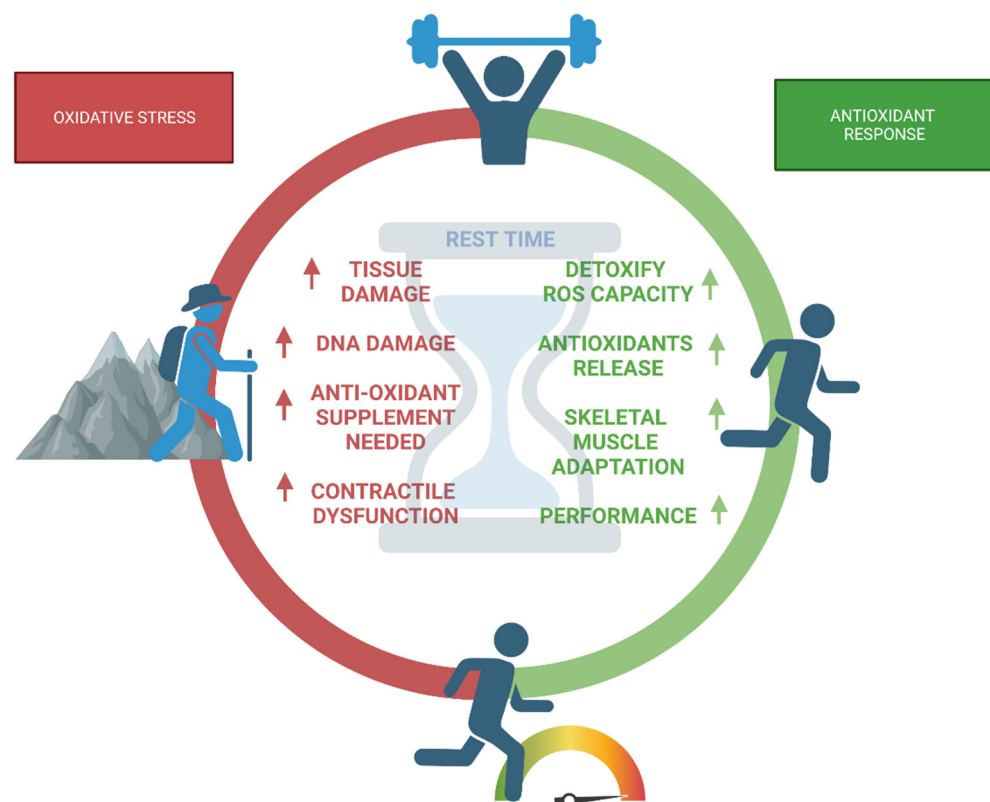 OXIDATIVE STRESS
ANTIOXIDANT
RESPONSE
REST TIME
TISSUE
DAMAGE
DNA DAMAGE
ANTI-OXIDANT
SUPPLEMENT
NEEDED
CONTRACTILE
DYSFUNCTION
DETOXIFY
ROS CAPACITY
ANTIOXIDANTS
RELEASE
SKELETAL
MUSCLE
ADAPTATION
PERFORMANCE